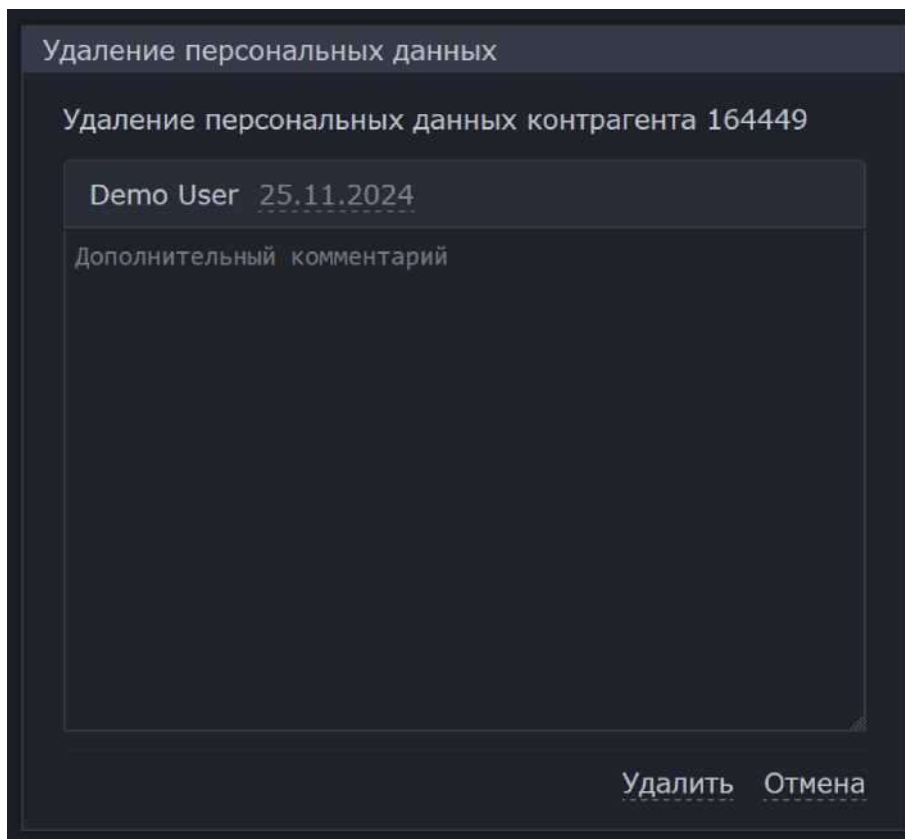 Удаление персональных данных
Удаление персональных данных контрагента 164449
Demo User 25.11.2024
Дополнительный комментарий
Удалить Отмена